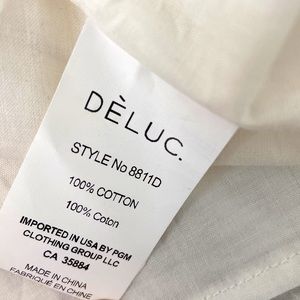 DÈLUC.
STYLE No 8811D
100% COTTON
100% Coton
IMPORTED IN USA BY PGM
CLOTHING GROUP LLC
CA 35884
MADE IN CHINA
FABRIQUÉ EN CHINE